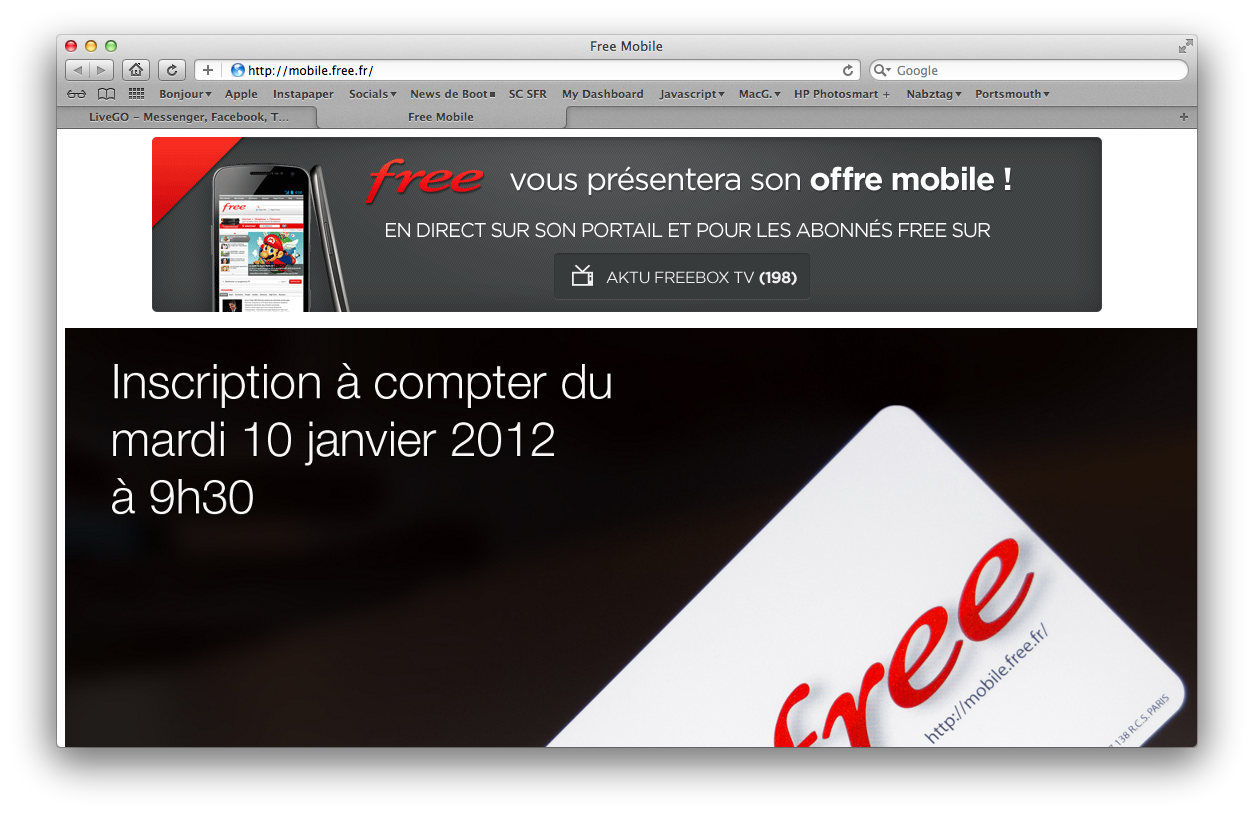 Free Mobile
http://mobile.free.fr/
Google
Bonjour Apple Instapaper Socials News de Boot SC SFR My Dashboard Javascript MacG. HP Photosmart + Nabztag Portsmouth
LiveGO – Messenger, Facebook, T...
Free Mobile
free vous présentera son offre mobile !
EN DIRECT SUR SON PORTAIL ET POUR LES ABONNÉS FREE SUR
AKTU FREEBOX TV (198)
free
Inscription à compter du
mardi 10 janvier 2012
à 9h30
free
http://mobile.free.fr/
138 R.C.S. PARIS